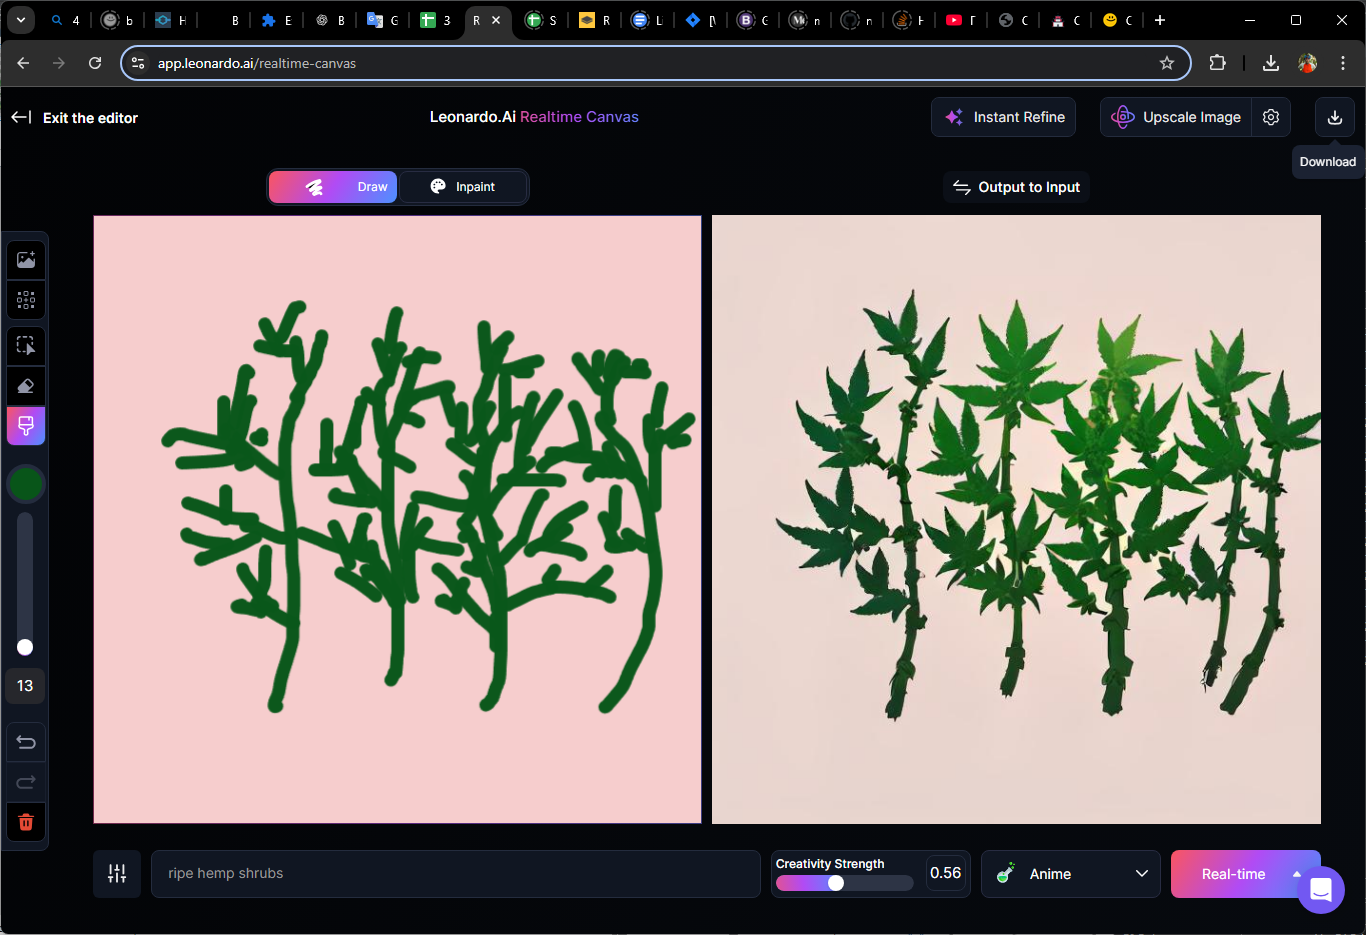 4 b H B E B G 3 R S R L [\ G n n H T C C C
app.leonardo.ai/realtime-canvas
Exit the editor
Leonardo.Ai Realtime Canvas
Instant Refine
Upscale Image
Download
Draw
Inpaint
Output to Input
13
ripe hemp shrubs
Creativity Strength
0.56
Anime
Real-time